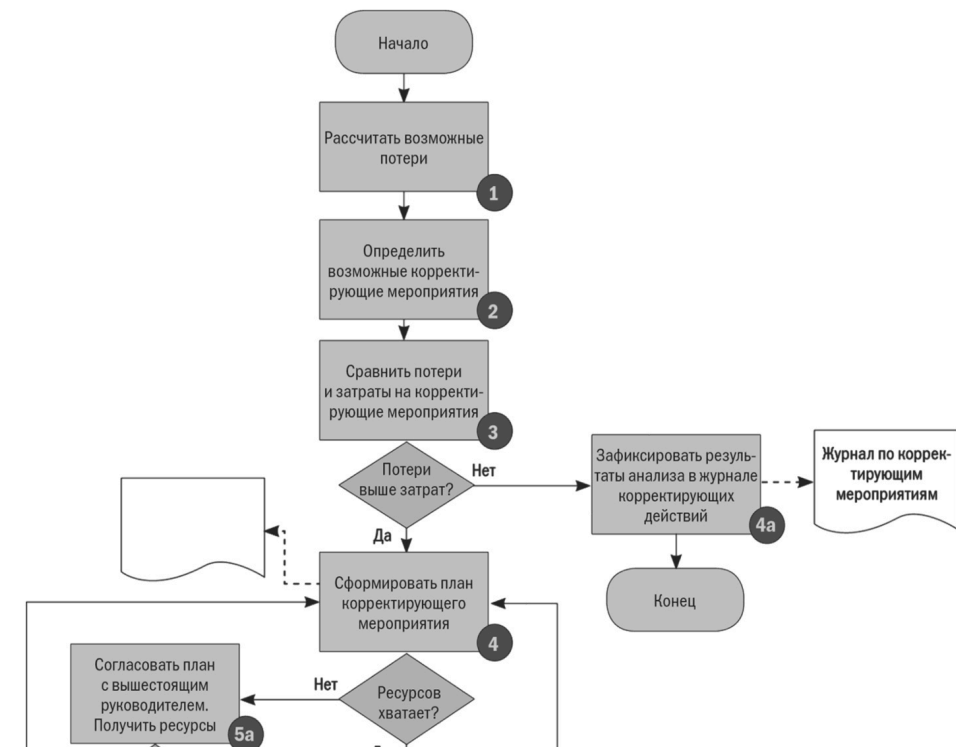 Начало
Рассчитать возможные
потери
1
Определить
возможные корректи-
рующие мероприятия
2
Сравнить потери
и затраты на корректи-
рующие мероприятия
3
Потери
выше затрат?
Нет
Зафиксировать резуль-
таты анализа в журнале
корректирующих
действий
4а
Журнал по коррек-
тирующим
мероприятиям
Да
Сформировать план
корректирующего
мероприятия
4
Конец
Согласовать план
с вышестоящим
руководителем.
Получить ресурсы
5а
Нет
Ресурсов
хватает?